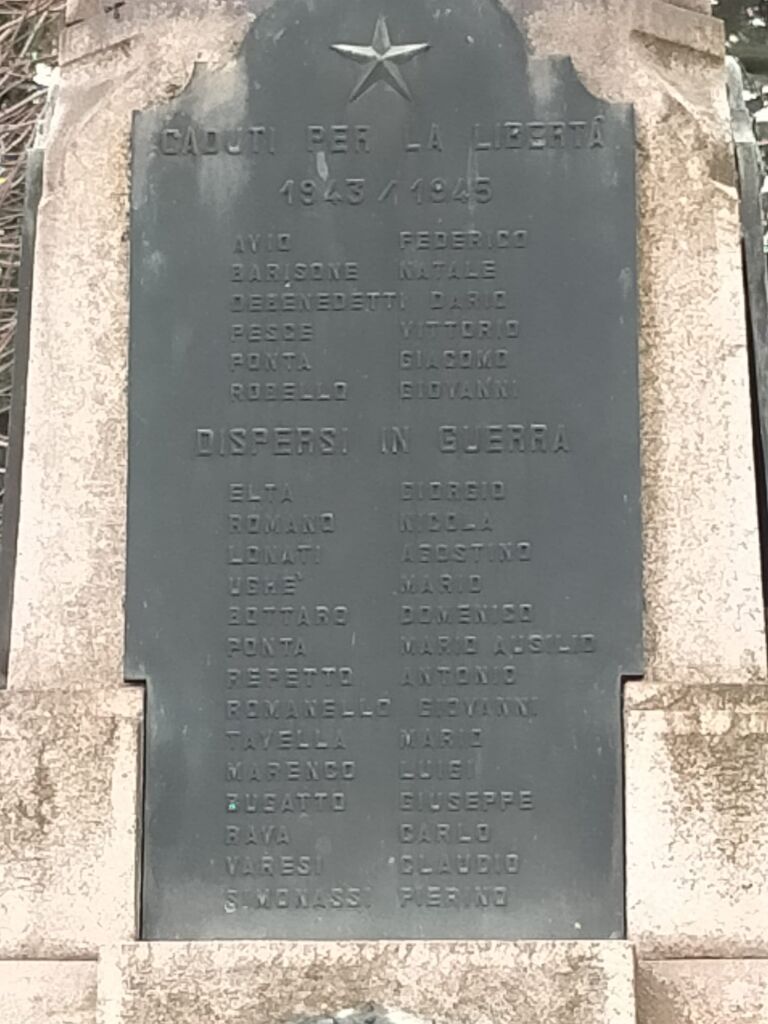 CADUTI PER LA LIBERTÀ
1943/1945
AVIO FEDERICO
BARISONE NATALE
DEBENEDETTI DARIO
PESCE VITTORIO
PONTA GIACOMO
ROBELLO GIOVANNI
DISPERSI IN GUERRA
ELTA GIORGIO
ROMANO NICOLA
LONATI AGOSTINO
UGHE' MARIO
BOTTARO DOMENICO
PONTA MARIO AUSILIO
REPETTO ANTONIO
ROMANELLO GIOVANNI
TAVELLA MARIO
MARENCO LUIGI
BUGATTO GIUSEPPE
RAVA CARLO
VARESI CLAUDIO
SIMONASSI PIERINO